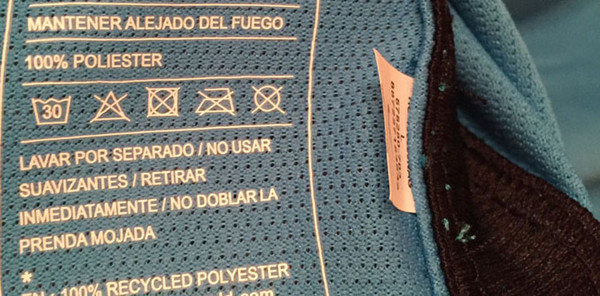 MANTENER ALEJADO DEL FUEGO
100% POLIESTER
30
LAVAR POR SEPARADO / NO USAR
SUAVIZANTES / RETIRAR
INMEDIATAMENTE / NO DOBLAR LA
PRENDA MOJADA
*
EN : 100% RECYCLED POLYESTER